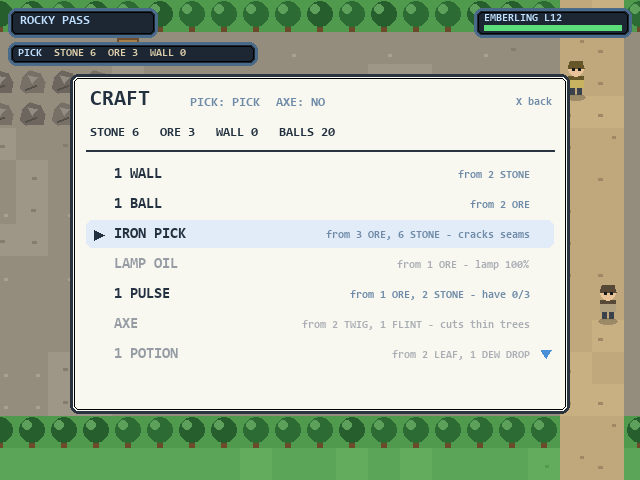 ROCKY PASS
EMBERLING L12
PICK STONE 6 ORE 3 WALL 0
CRAFT PICK: PICK AXE: NO X back
STONE 6 ORE 3 WALL 0 BALLS 20
1 WALL from 2 STONE
1 BALL from 2 ORE
IRON PICK from 3 ORE, 6 STONE - cracks seams
LAMP OIL from 1 ORE - lamp 100%
1 PULSE from 1 ORE, 2 STONE - have 0/3
AXE from 2 TWIG, 1 FLINT - cuts thin trees
1 POTION from 2 LEAF, 1 DEW DROP